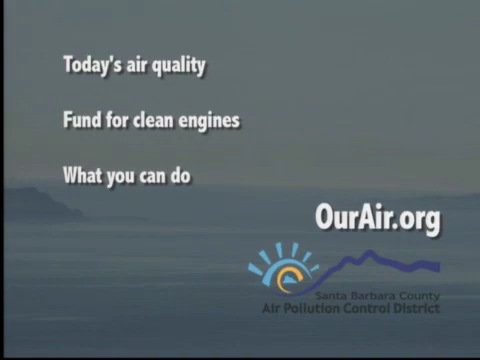 Today's air quality
Fund for clean engines
What you can do
OurAir.org
Santa Barbara County
Air Pollution Control District